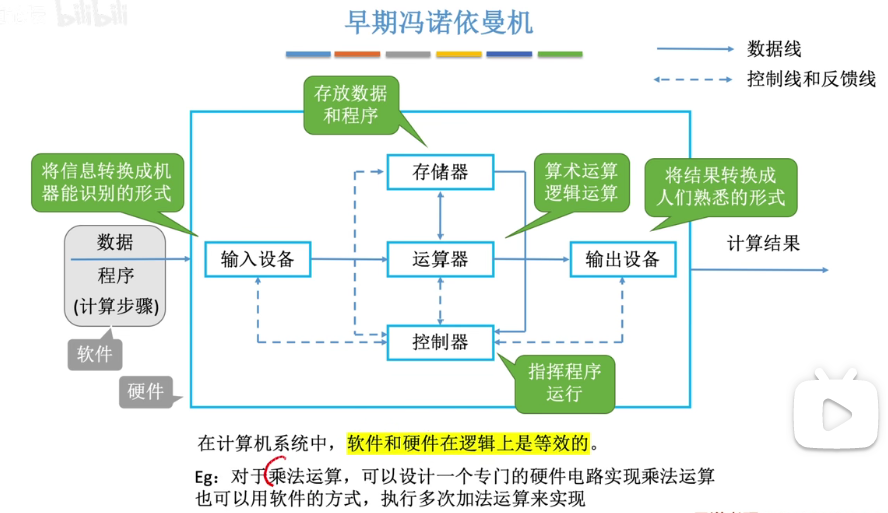 bilibili
早期冯诺依曼机
数据线
控制线和反馈线
存放数据
和程序
将信息转换成机
器能识别的形式
存储器
算术运算
逻辑运算
将结果转换成
人们熟悉的形式
数据
程序
(计算步骤)
输入设备
运算器
输出设备
计算结果
控制器
软件
硬件
指挥程序
运行
在计算机系统中，软件和硬件在逻辑上是等效的。
Eg：对于乘法运算，可以设计一个专门的硬件电路实现乘法运算
也可以用软件的方式，执行多次加法运算来实现